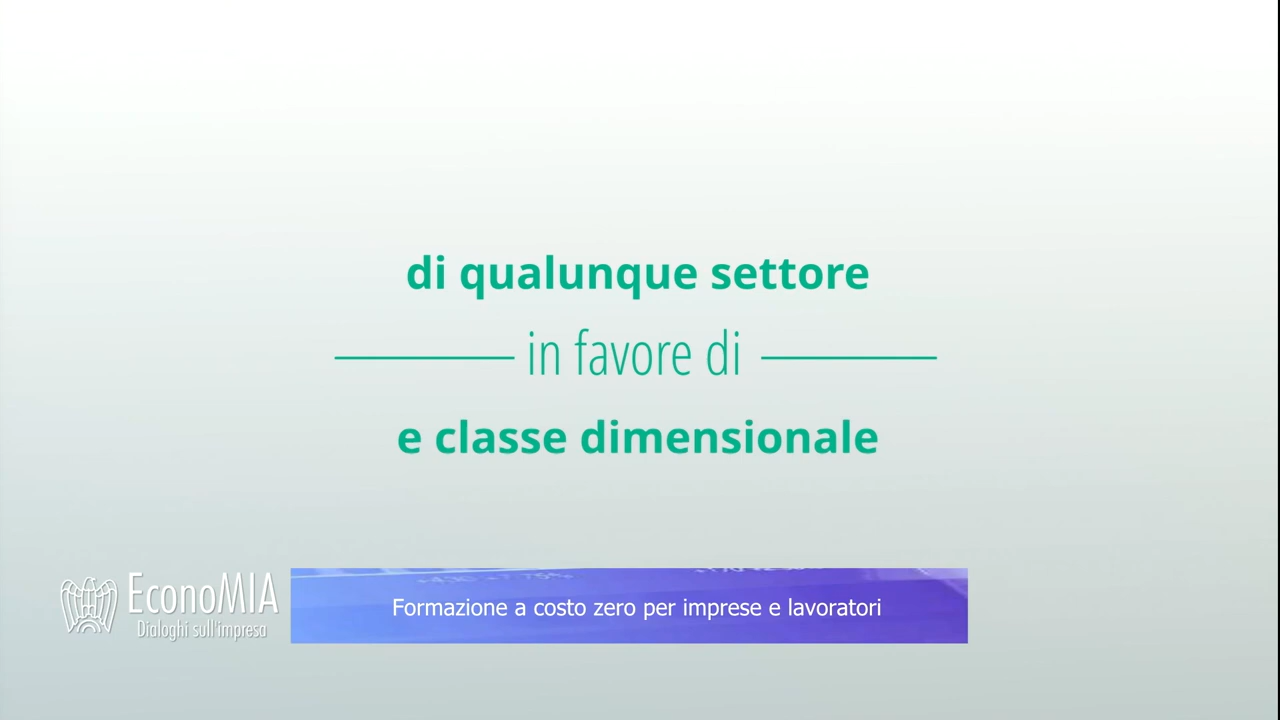 di qualunque settore
in favore di
e classe dimensionale
EconoMIA
Dialoghi sull'impresa
Formazione a costo zero per imprese e lavoratori